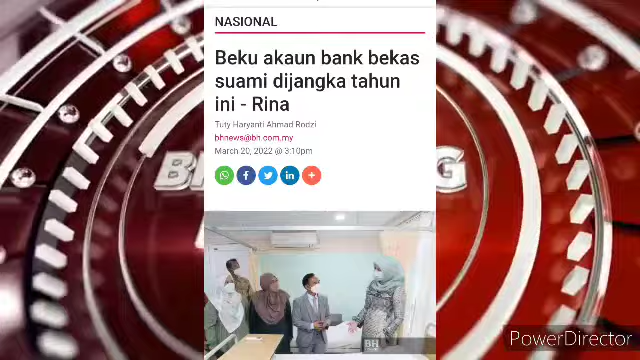 NASIONAL
Beku akaun bank bekas
suami dijangka tahun
ini - Rina
Tuty Haryanti Ahmad Rodzi
bhnews@bh.com.my
March 20, 2022 @ 3:10pm
BH
PowerDirector